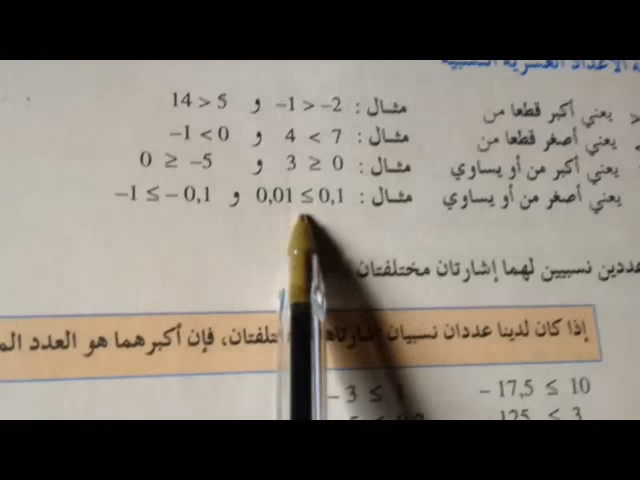 الأعداد العشرية النسبية
> يعني أكبر قطعا من مثال : -1 > -2 و 14 > 5
يعني أصغر قطعا من مثال : 4 < 7 و -1 < 0
يعني أكبر من أو يساوي مثال : 3 ≥ 0 و 0 ≥ -5
يعني أصغر من أو يساوي مثال : 0,01 ≤ 0,1 و -1 ≤ - 0,1
عددين نسبيين لهما إشارتان مختلفتان
إذا كان لدينا عددان نسبيان مختلفتان، فإن أكبرهما هو العدد
- 17,5 ≤ 10 - 3 ≤ 1
≤ 3